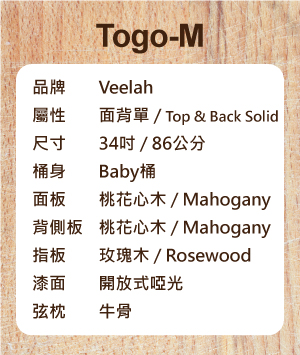 Togo-M
品牌 Veelah
屬性 面背單 / Top & Back Solid
尺寸 34吋 / 86公分
桶身 Baby桶
面板 桃花心木 / Mahogany
背側板 桃花心木 / Mahogany
指板 玫瑰木 / Rosewood
漆面 開放式啞光
弦枕 牛骨